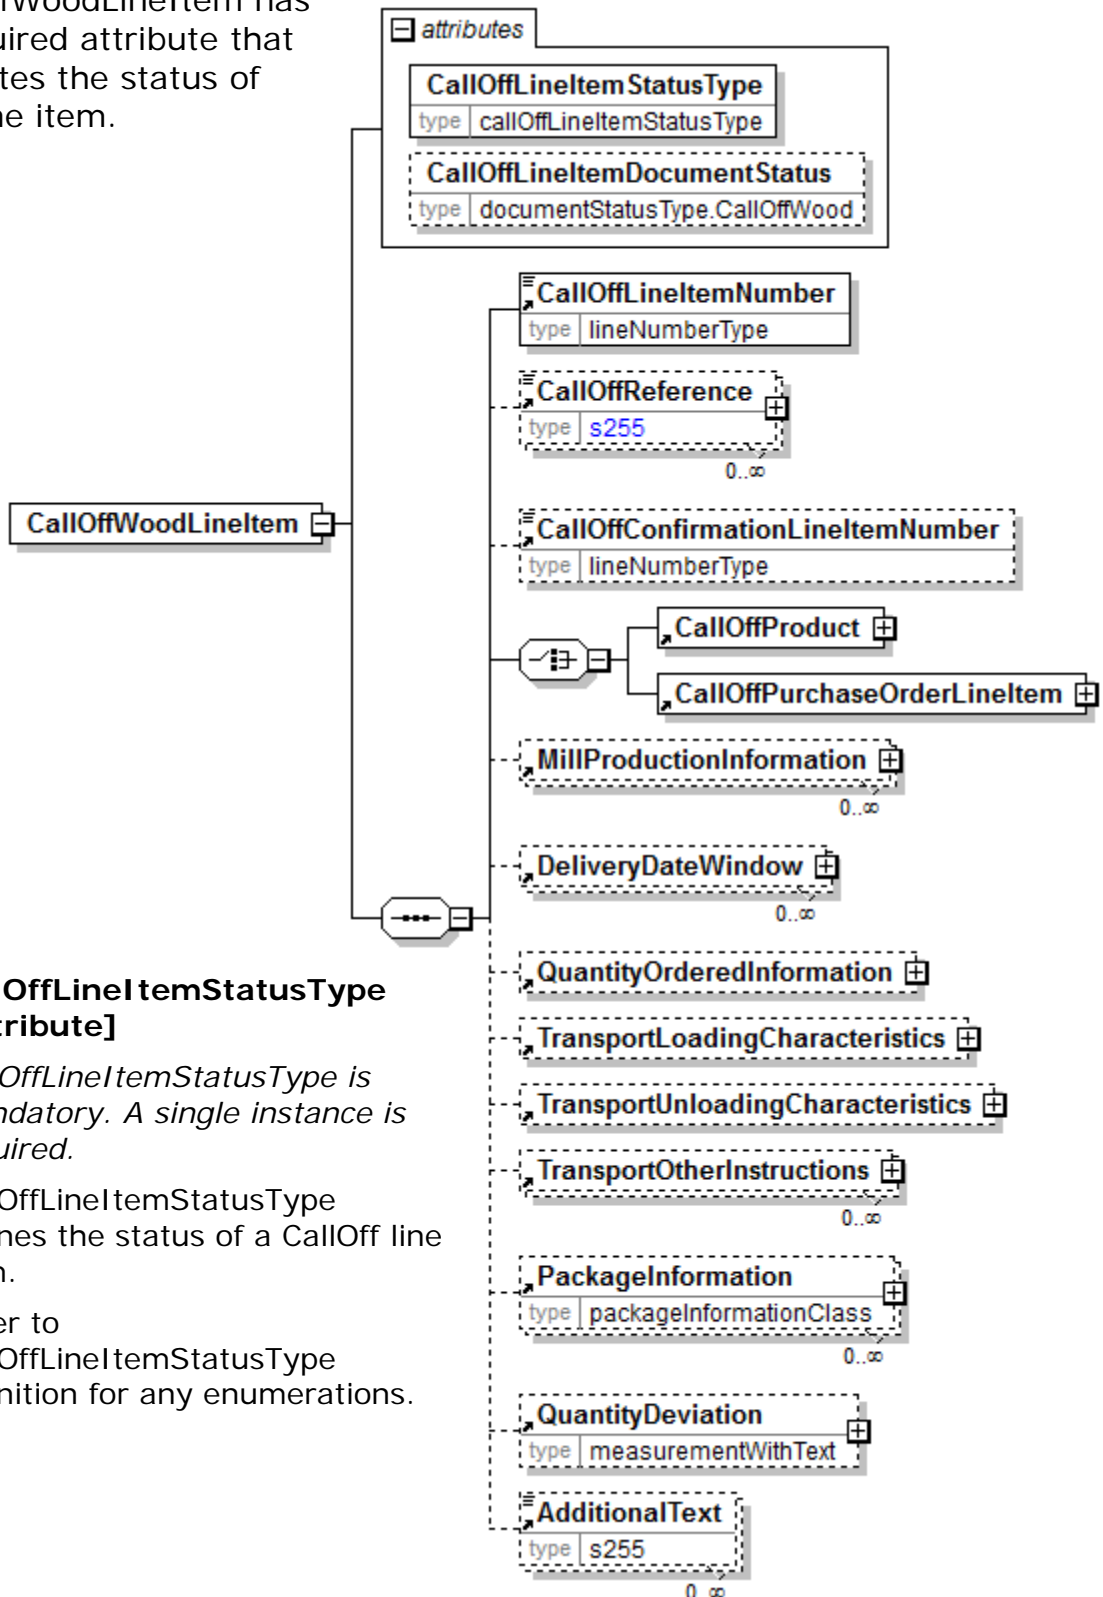 fWoodLineItem has
uired attribute that
tes the status of
ne item.
attributes
CallOffLineItemStatusType
type callOffLineItemStatusType
CallOffLineItemDocumentStatus
type documentStatusType.CallOffWood
CallOffLineItemNumber
type lineNumberType
CallOffReference
type s255
0..∞
CallOffWoodLineItem
CallOffConfirmationLineItemNumber
type lineNumberType
CallOffProduct
CallOffPurchaseOrderLineItem
MillProductionInformation
0..∞
DeliveryDateWindow
0..∞
QuantityOrderedInformation
TransportLoadingCharacteristics
TransportUnloadingCharacteristics
TransportOtherInstructions
0..∞
PackageInformation
type packageInformationClass
0..∞
QuantityDeviation
type measurementWithText
AdditionalText
type s255
0..∞
OffLineItemStatusType
tribute]
OffLineItemStatusType is
ndatory. A single instance is
uired.
OffLineItemStatusType
nes the status of a CallOff line
n.
er to
OffLineItemStatusType
nition for any enumerations.